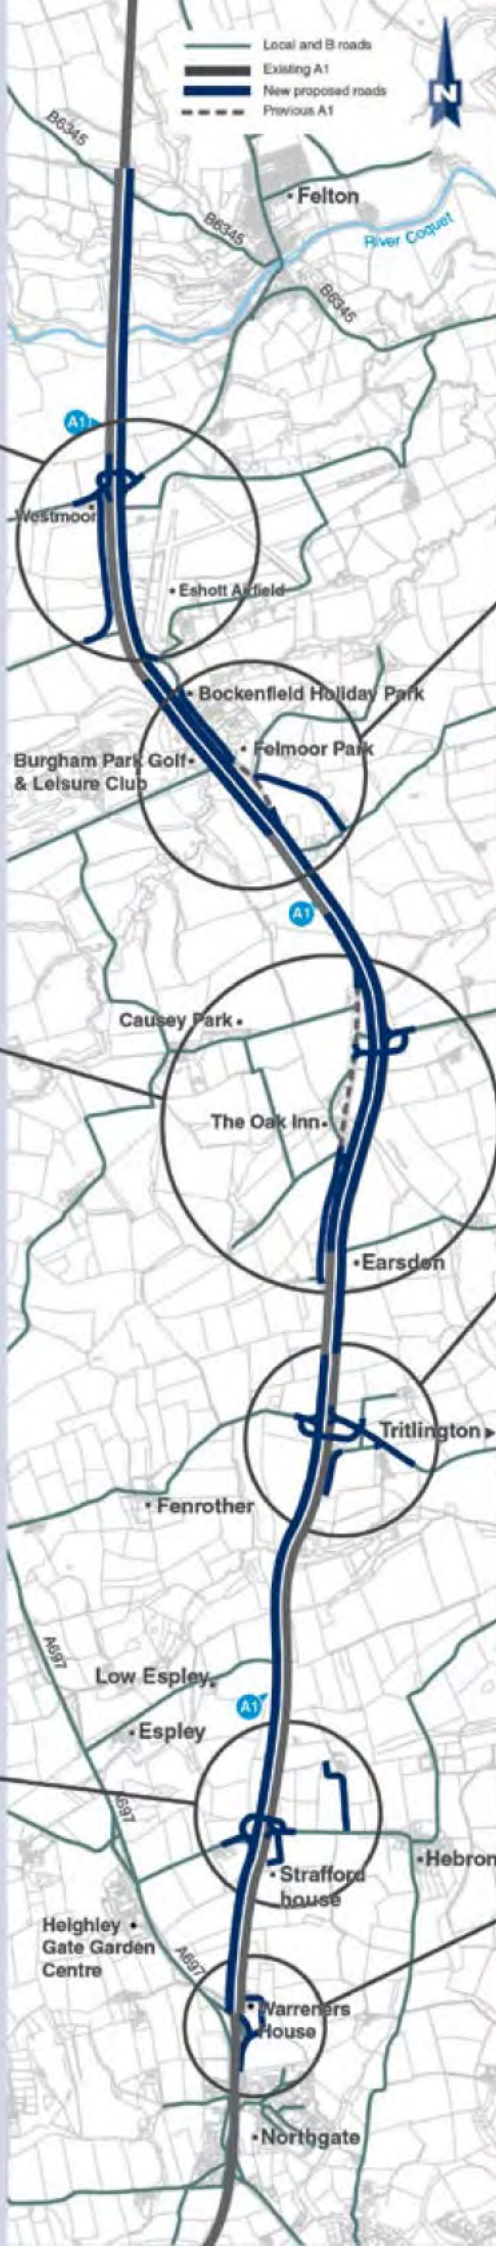 Local and B roads
Existing A1
New proposed roads
Previous A1
N
B6345
Felton
B6345
River Coquet
B6345
A1
Westmoor
Eshott Airfield
Bockenfield Holiday Park
Felmoor Park
Burgham Park Golf
& Leisure Club
A1
Causey Park
The Oak Inn
Earsdon
Tritlington
Fenrother
A697
Low Espley
A1
Espley
A697
Hebron
Strafford
house
Heighley
Gate Garden
Centre
A697
Warreners
House
Northgate